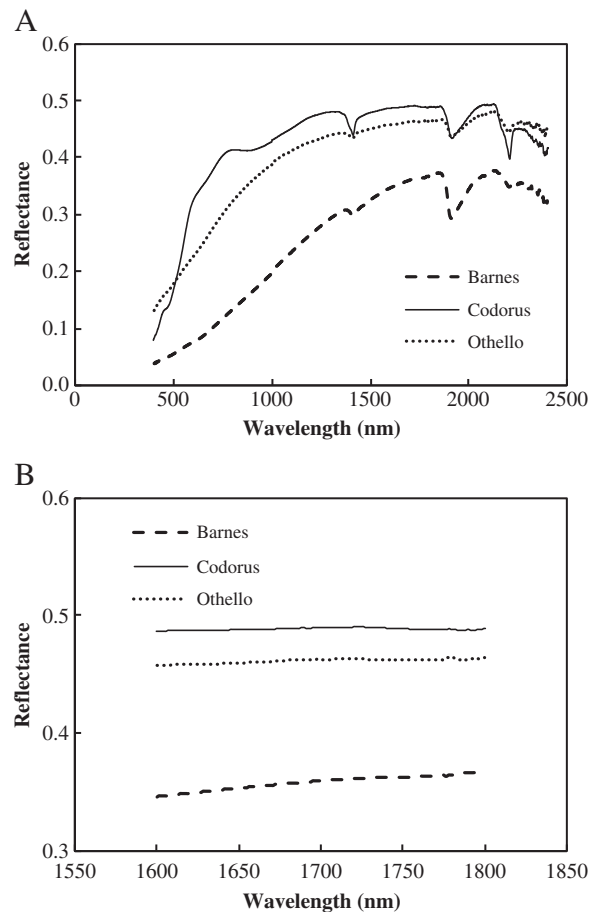 A
0.6
0.5
0.4
0.3
0.2
0.1
0.0
Reflectance
Barnes
Codorus
Othello
0 500 1000 1500 2000 2500
Wavelength (nm)
B
0.6
0.5
0.4
0.3
Reflectance
Barnes
Codorus
Othello
1550 1600 1650 1700 1750 1800 1850
Wavelength (nm)